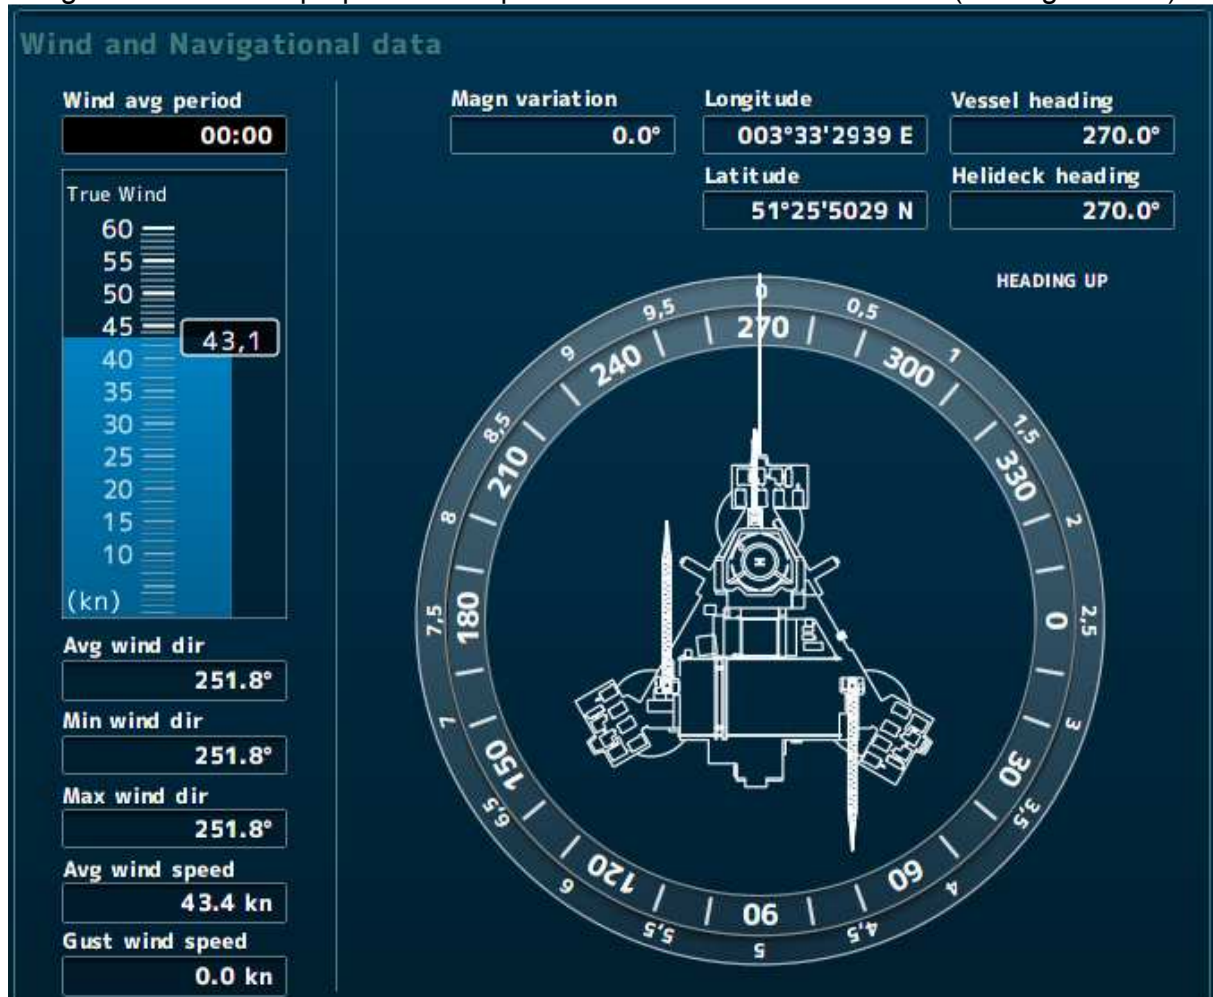 Wind and Navigational data
Wind avg period
00:00
Magn variation
0.0°
Longitude
003°33'2939 E
Vessel heading
270.0°
Latitude
51°25'5029 N
Helideck heading
270.0°
HEADING UP
True Wind
60
55
50
45
43,1
40
35
30
25
20
15
10
(kn)
Avg wind dir
251.8°
Min wind dir
251.8°
Max wind dir
251.8°
Avg wind speed
43.4 kn
Gust wind speed
0.0 kn
0
0,5
1
1,5
2
2,5
3
3,5
4
4,5
5
5,5
6
6,5
7
7,5
8
8,5
9
9,5
270
300
330
0
30
60
90
120
150
180
210
240
H